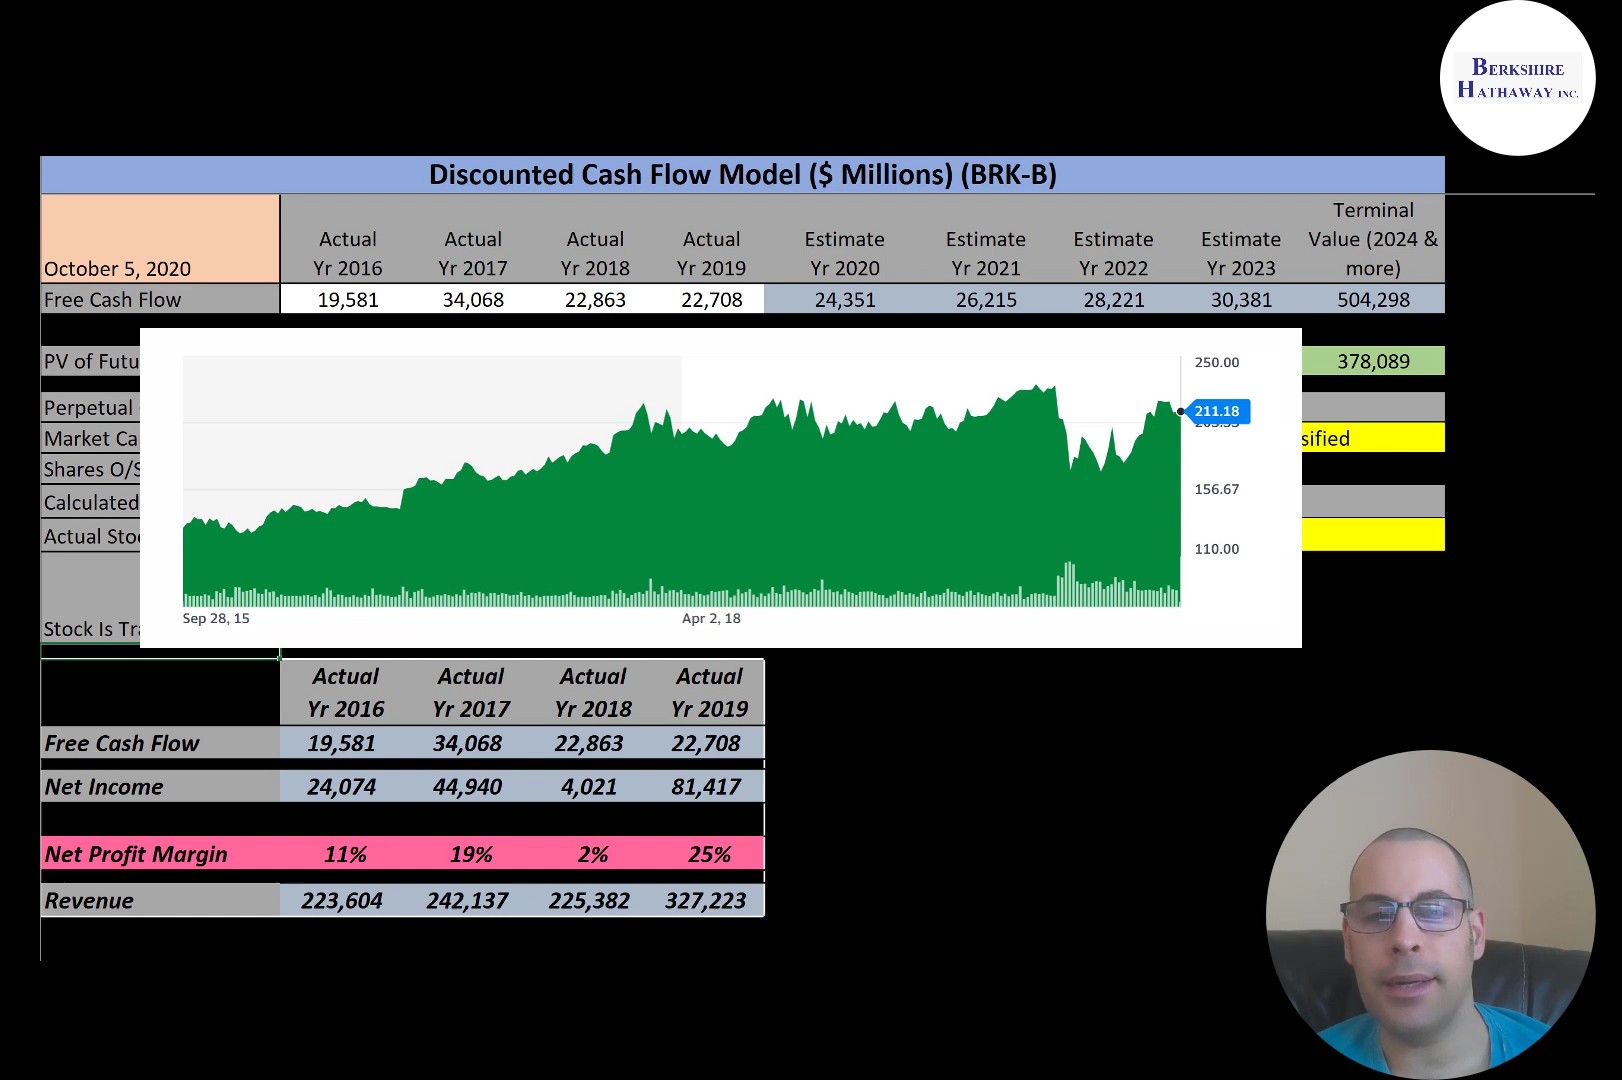 BERKSHIRE
HATHAWAY INC.
Discounted Cash Flow Model ($ Millions) (BRK-B)
October 5, 2020
Actual Yr 2016
Actual Yr 2017
Actual Yr 2018
Actual Yr 2019
Estimate Yr 2020
Estimate Yr 2021
Estimate Yr 2022
Estimate Yr 2023
Terminal Value (2024 & more)
Free Cash Flow 19,581 34,068 22,863 22,708 24,351 26,215 28,221 30,381 504,298
PV of Futu 378,089
Perpetual
Market Ca sified
Shares O/S
Calculated
Actual Stoc
Stock Is Tra
250.00
211.18
156.67
110.00
Sep 28, 15 Apr 2, 18
Actual Yr 2016
Actual Yr 2017
Actual Yr 2018
Actual Yr 2019
Free Cash Flow 19,581 34,068 22,863 22,708
Net Income 24,074 44,940 4,021 81,417
Net Profit Margin 11% 19% 2% 25%
Revenue 223,604 242,137 225,382 327,223